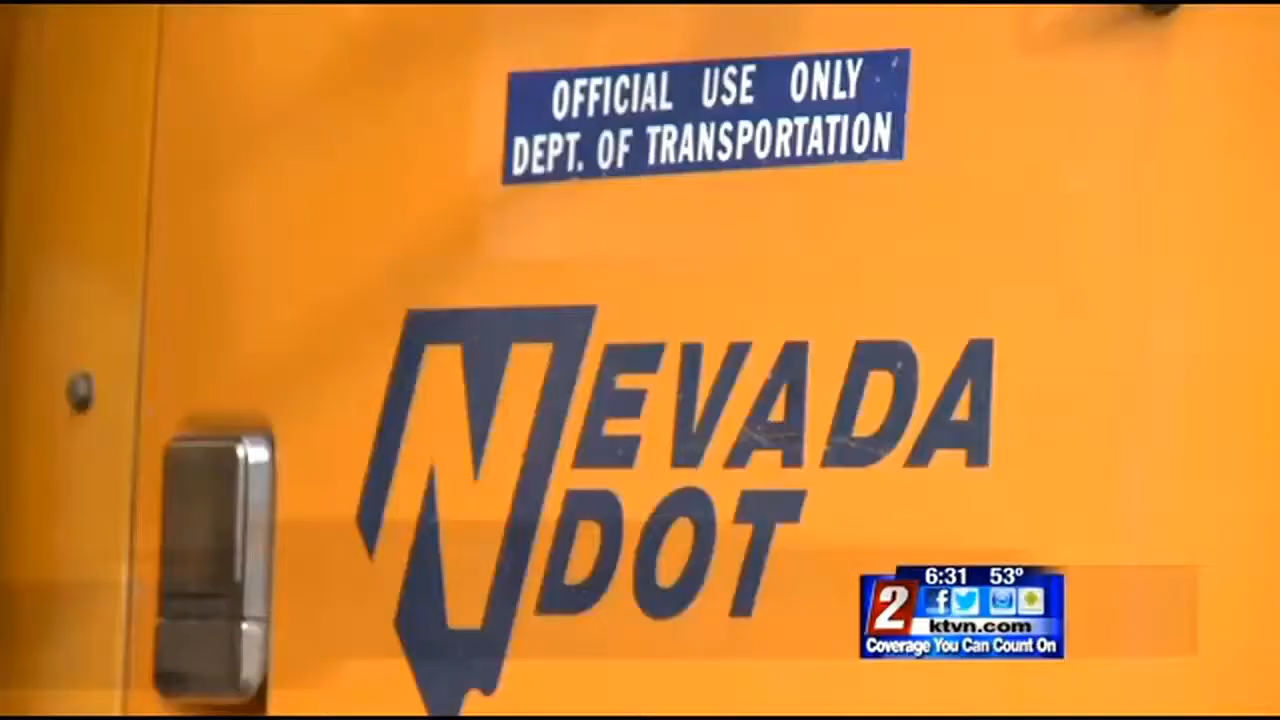 OFFICIAL USE ONLY
DEPT. OF TRANSPORTATION
NEVADA
DOT
6:31 53°
2
ktvn.com
Coverage You Can Count On